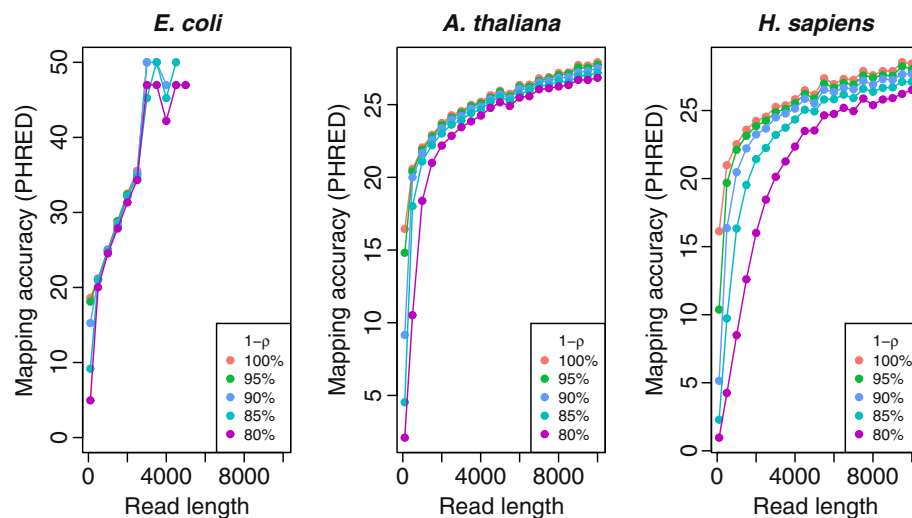 E. coli
Mapping accuracy (PHRED)
50
40
30
20
10
0
1−ρ
100%
95%
90%
85%
80%
0 4000 8000
Read length
A. thaliana
Mapping accuracy (PHRED)
25
20
15
10
5
1−ρ
100%
95%
90%
85%
80%
0 4000 8000
Read length
H. sapiens
Mapping accuracy (PHRED)
25
20
15
10
5
0
1−ρ
100%
95%
90%
85%
80%
0 4000 8000
Read length